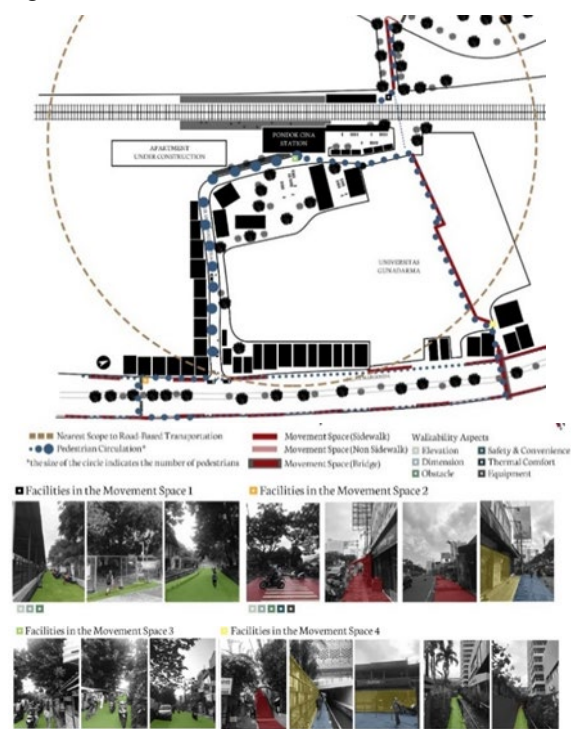 PONDOK CINA
STATION
APARTMENT
UNDER CONSTRUCTION
UNIVERSITAS
GUNADARMA
Nearest Scope to Road-Based Transportation
Pedestrian Circulation*
*the size of the circle indicates the number of pedestrians
Movement Space (Sidewalk)
Movement Space (Non Sidewalk)
Movement Space (Bridge)
Walkability Aspects
Elevation
Dimension
Obstacle
Safety & Convenience
Thermal Comfort
Equipment
Facilities in the Movement Space 1
Facilities in the Movement Space 2
Facilities in the Movement Space 3
Facilities in the Movement Space 4